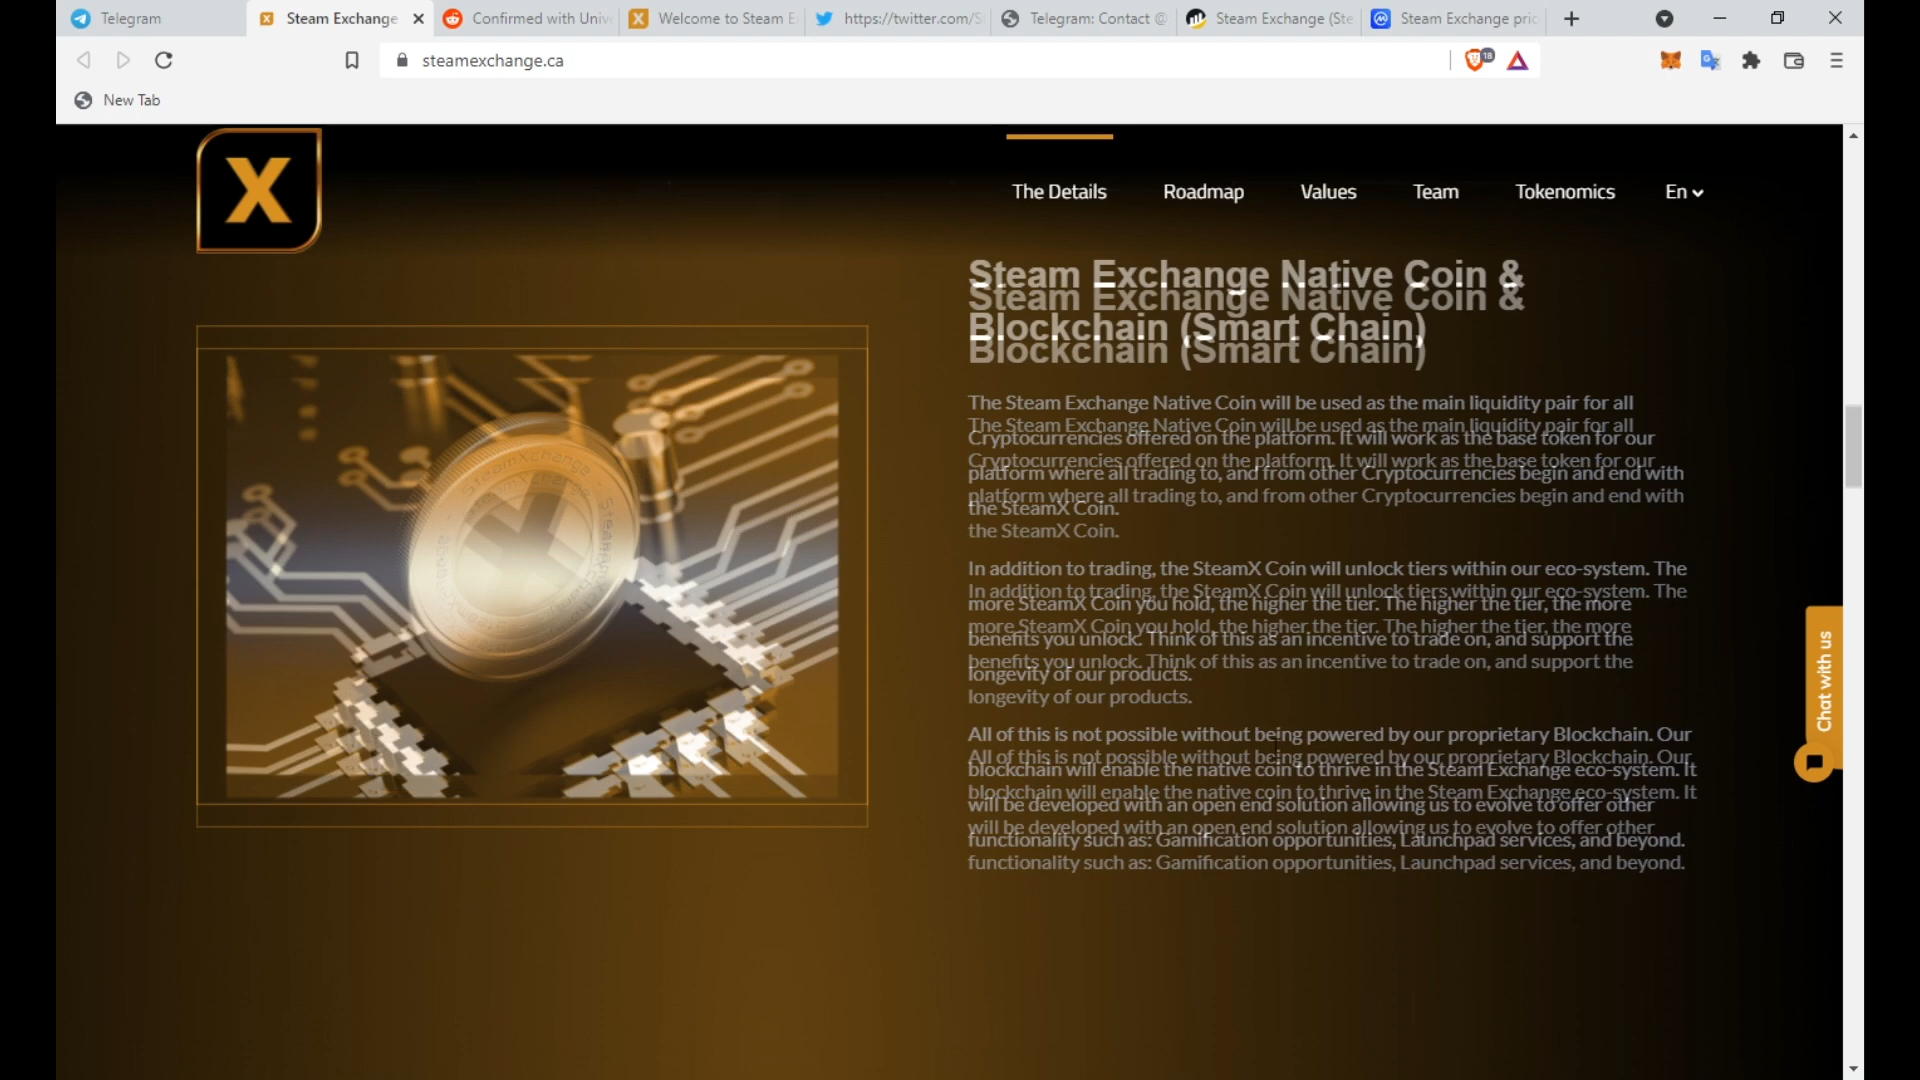 Telegram
Steam Exchange
Confirmed with Univ
Welcome to Steam E
https://twitter.com/S
Telegram: Contact @
Steam Exchange (Ste
Steam Exchange pric
steamexchange.ca
18
New Tab
X
The Details
Roadmap
Values
Team
Tokenomics
En
Steam Exchange Native Coin &
Blockchain (Smart Chain)
The Steam Exchange Native Coin will be used as the main liquidity pair for all
Cryptocurrencies offered on the platform. It will work as the base token for our
platform where all trading to, and from other Cryptocurrencies begin and end with
the SteamX Coin.
In addition to trading, the SteamX Coin will unlock tiers within our eco-system. The
more SteamX Coin you hold, the higher the tier. The higher the tier, the more
benefits you unlock. Think of this as an incentive to trade on, and support the
longevity of our products.
All of this is not possible without being powered by our proprietary Blockchain. Our
blockchain will enable the native coin to thrive in the Steam Exchange eco-system. It
will be developed with an open end solution allowing us to evolve to offer other
functionality such as: Gamification opportunities, Launchpad services, and beyond.
Chat with us